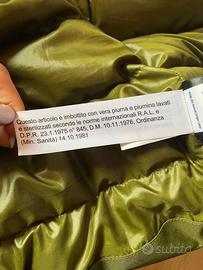 Questo articolo è imbottito con vera piuma e piumino lavati
e sterilizzati secondo le norme internazionali R.A.L. e
D.P.R. 23.1.1975 n° 845, D.M. 10.11.1976, Ordinanza
(Min. Sanità) 14.10.1981
subito